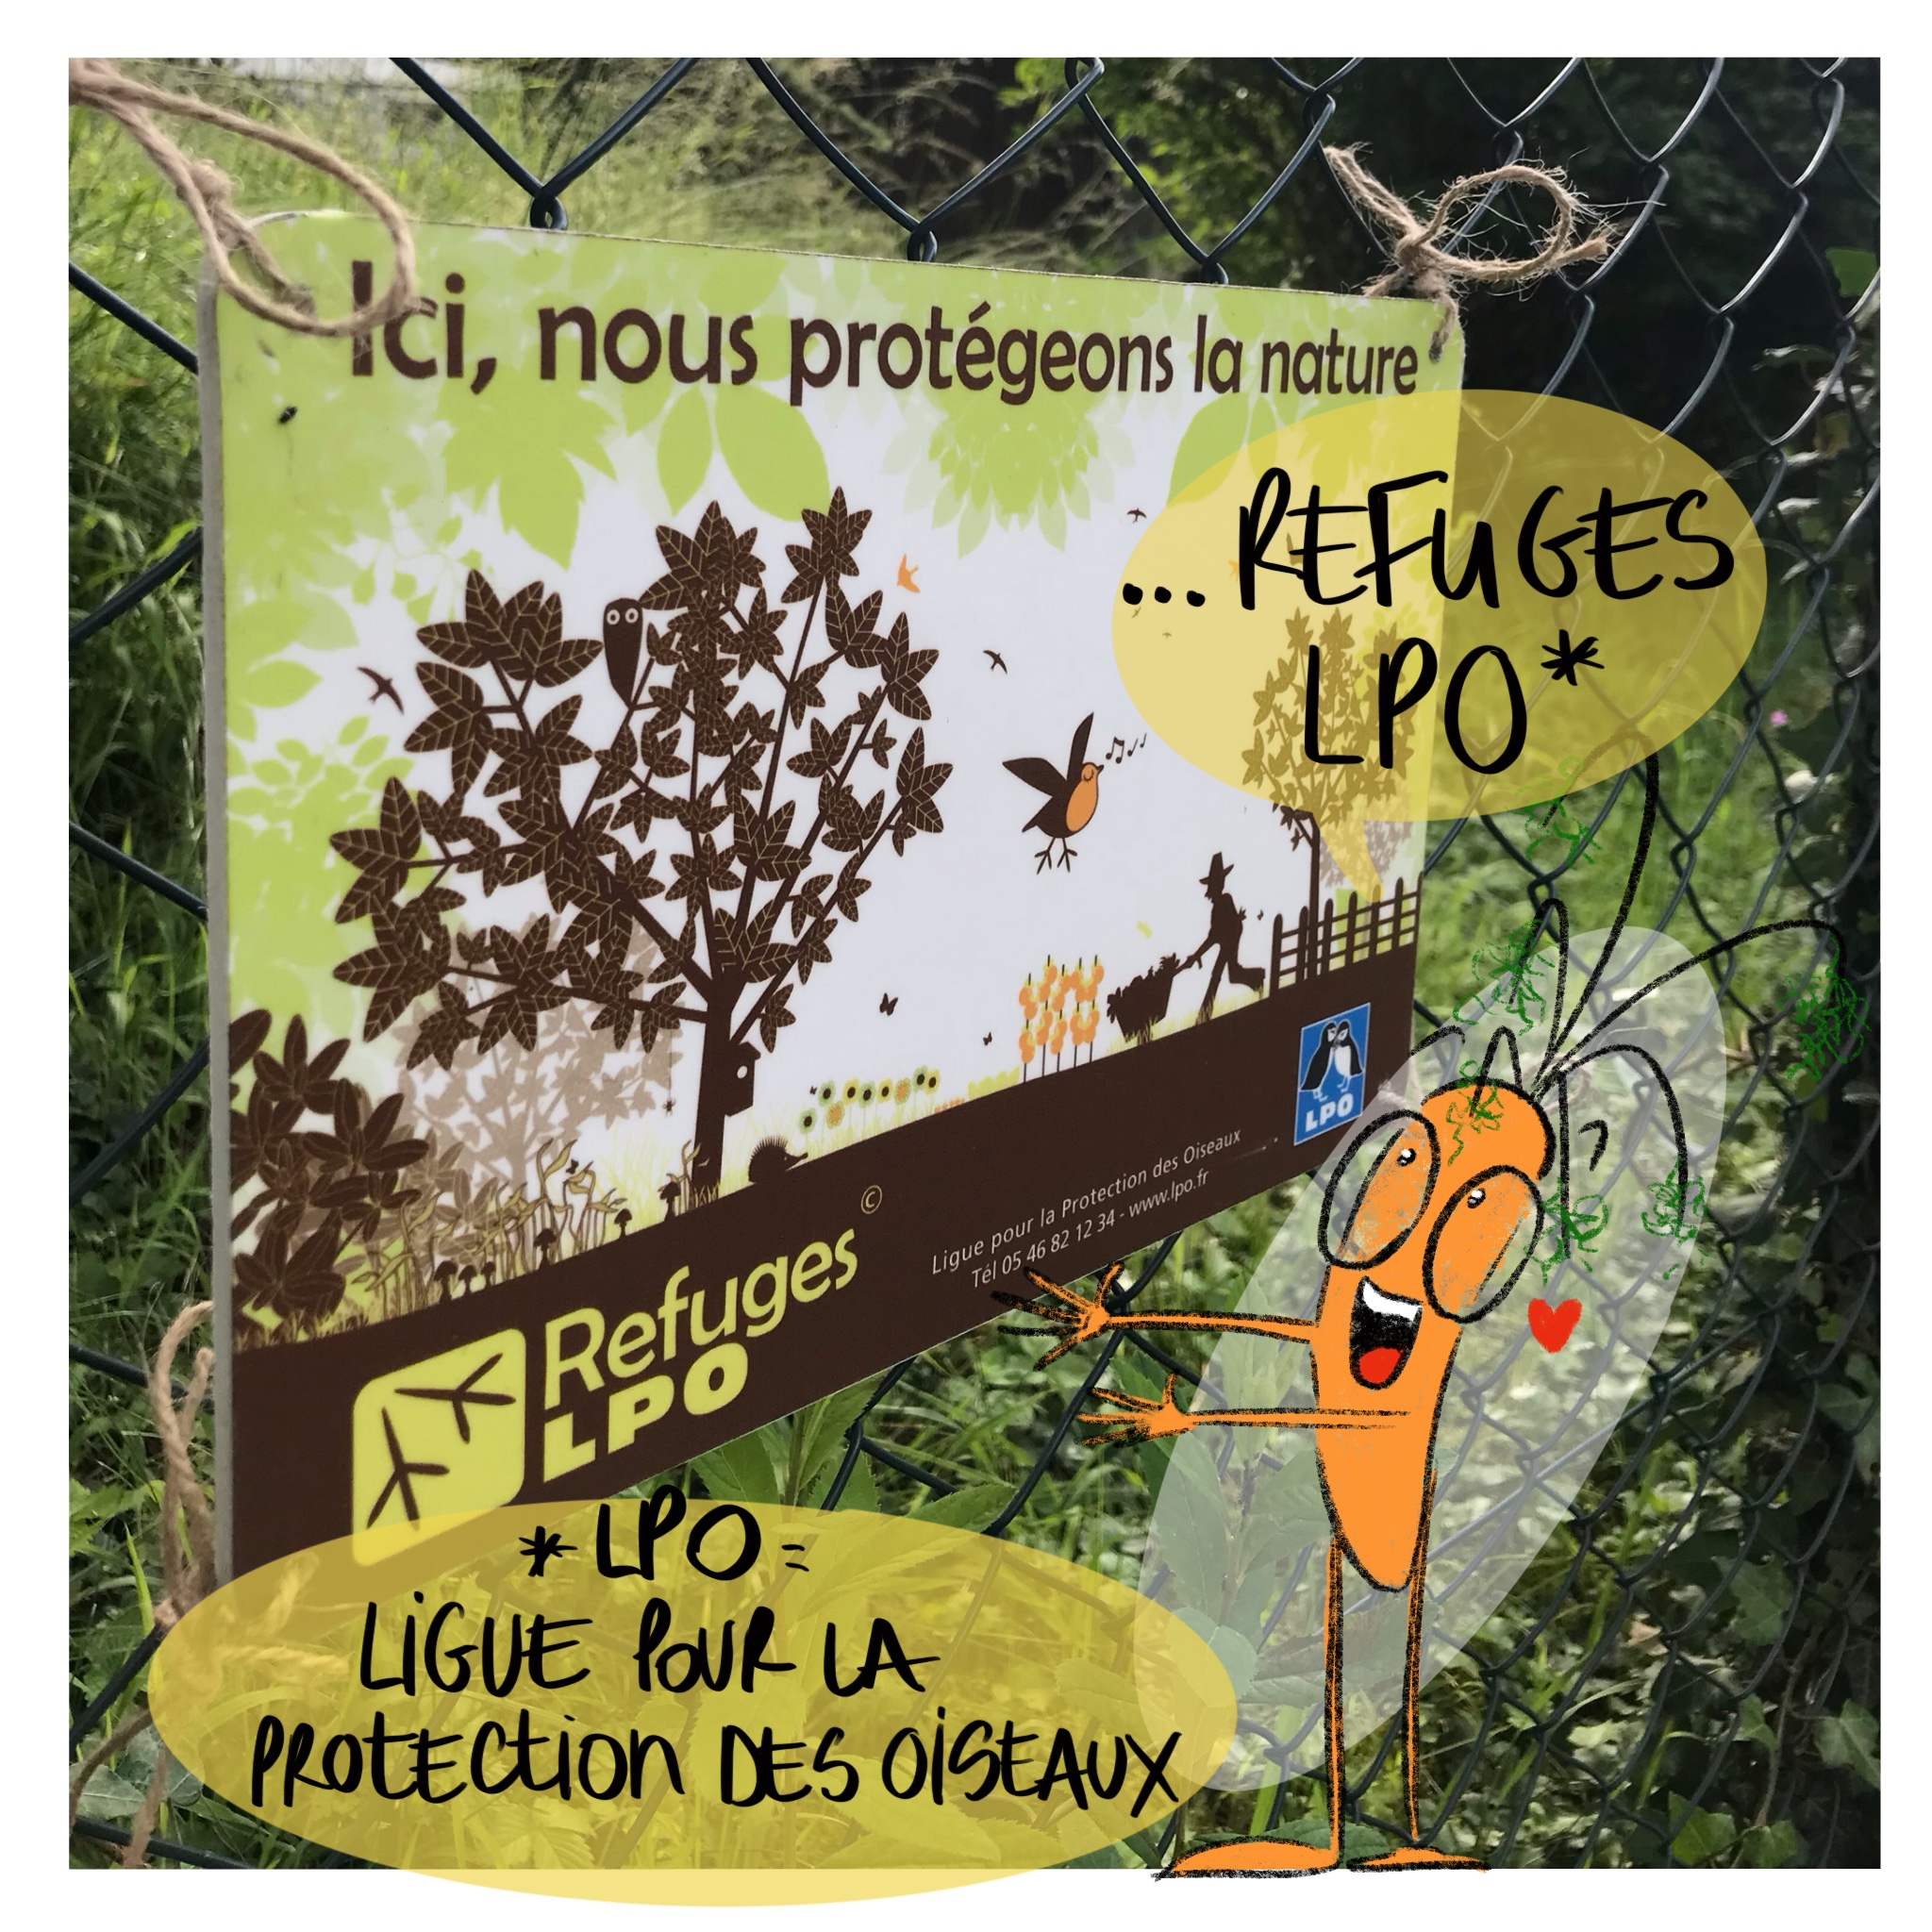 Ici, nous protégeons la nature
...REFUGES
LPO*
LPO
Ligue pour la Protection des Oiseaux
Tél 05 46 82 12 34 - www.lpo.fr
Refuges ©
LPO
*LPO =
LiGUE POUR LA
PROtECtion DES OiSEAUX